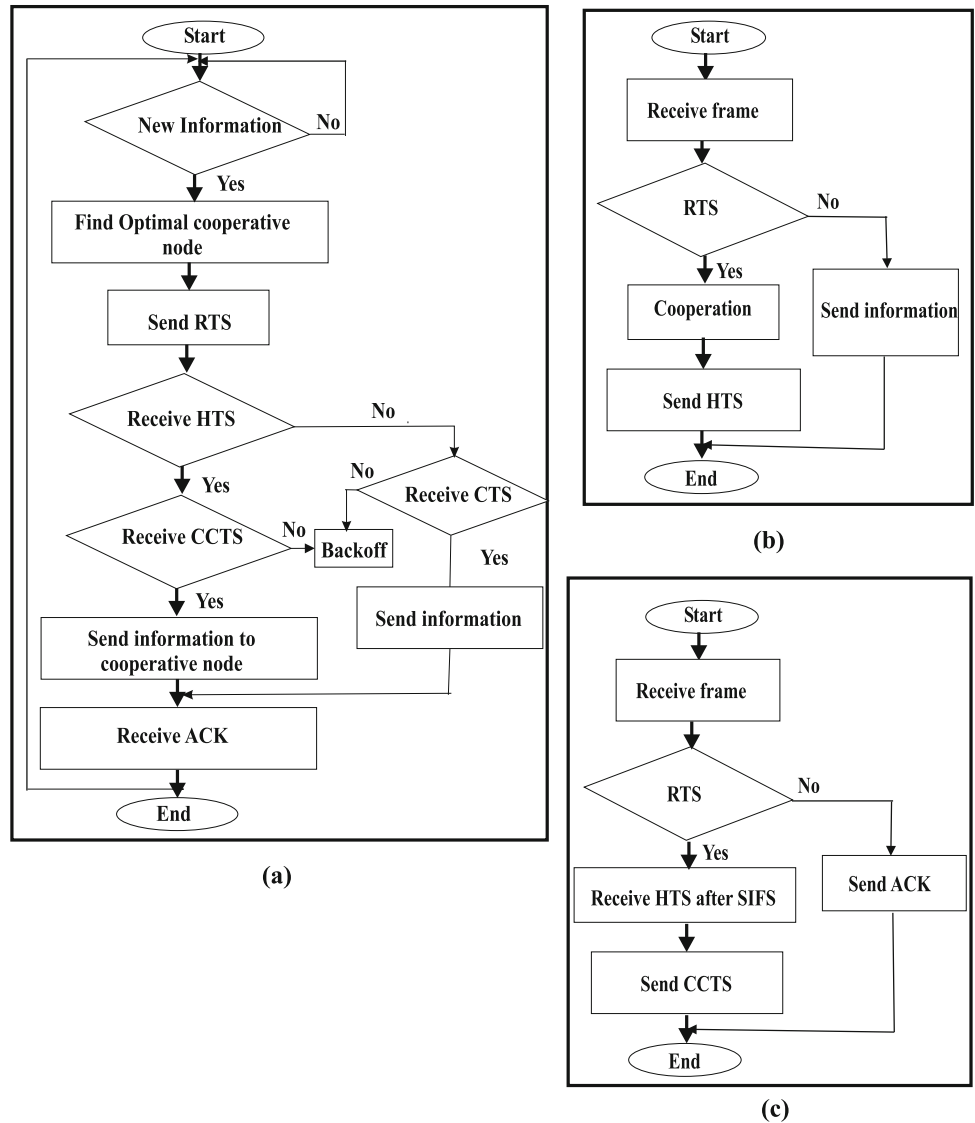 Start
New Information
No
Yes
Find Optimal cooperative
node
Send RTS
Receive HTS
No
Yes
Receive CCTS
No
No
Receive CTS
Backoff
Yes
Yes
Send information
Send information to
cooperative node
Receive ACK
End
(a)
Start
Receive frame
RTS
No
Yes
Cooperation
Send information
Send HTS
End
(b)
Start
Receive frame
RTS
No
Yes
Receive HTS after SIFS
Send ACK
Send CCTS
End
(c)